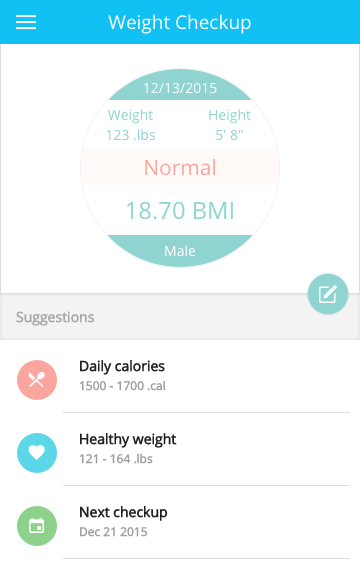 Weight Checkup
12/13/2015
Weight Height
123 .lbs 5' 8"
Normal
18.70 BMI
Male
Suggestions
Daily calories
1500 - 1700 .cal
Healthy weight
121 - 164 .lbs
Next checkup
Dec 21 2015